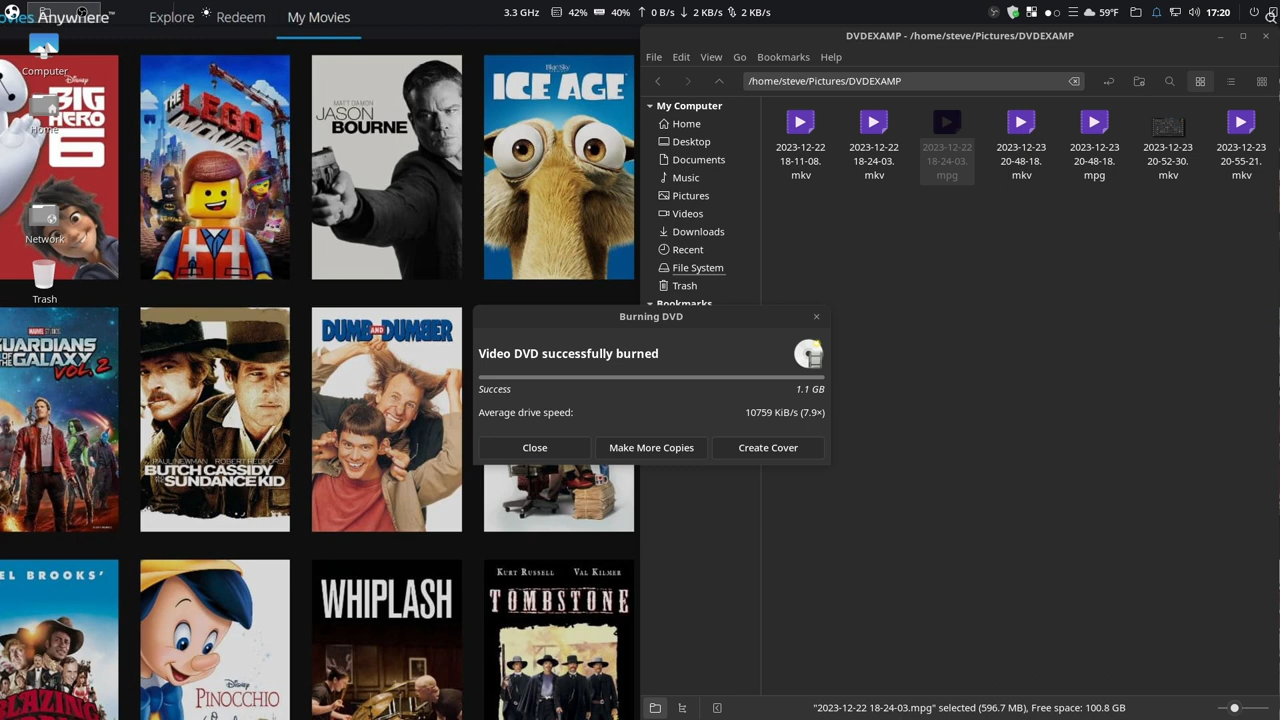 ovies Anywhere™
Explore
Redeem
My Movies
3.3 GHz
42%
40%
0 B/s
2 KB/s
2 KB/s
59°F
17:20
Computer
Home
Network
Trash
Disney
BIG
HERO
6
THE
LEGO
MOVIE
MATT DAMON
JASON
BOURNE
BlueSky
ICE AGE
MARVEL STUDIOS
GUARDIANS
OF THE GALAXY
VOL. 2
PAUL NEWMAN ROBERT REDFORD
BUTCH CASSIDY
AND THE
SUNDANCE KID
DUMB AND DUMBER
EL BROOKS'
BLAZING
Disney
PINOCCHIO
WHIPLASH
KURT RUSSELL VAL KILMER
TOMBSTONE
DVDEXAMP - /home/steve/Pictures/DVDEXAMP
File Edit View Go Bookmarks Help
/home/steve/Pictures/DVDEXAMP
My Computer
Home
Desktop
Documents
Music
Pictures
Videos
Downloads
Recent
File System
Trash
Bookmarks
2023-12-22
18-11-08.
mkv
2023-12-22
18-24-03.
mkv
2023-12-22
18-24-03.
mpg
2023-12-23
20-48-18.
mkv
2023-12-23
20-48-18.
mpg
2023-12-23
20-52-30.
mkv
2023-12-23
20-55-21.
mkv
Burning DVD
Video DVD successfully burned
Success
1.1 GB
Average drive speed:
10759 KiB/s (7.9×)
Close
Make More Copies
Create Cover
"2023-12-22 18-24-03.mpg" selected (596.7 MB), Free space: 100.8 GB